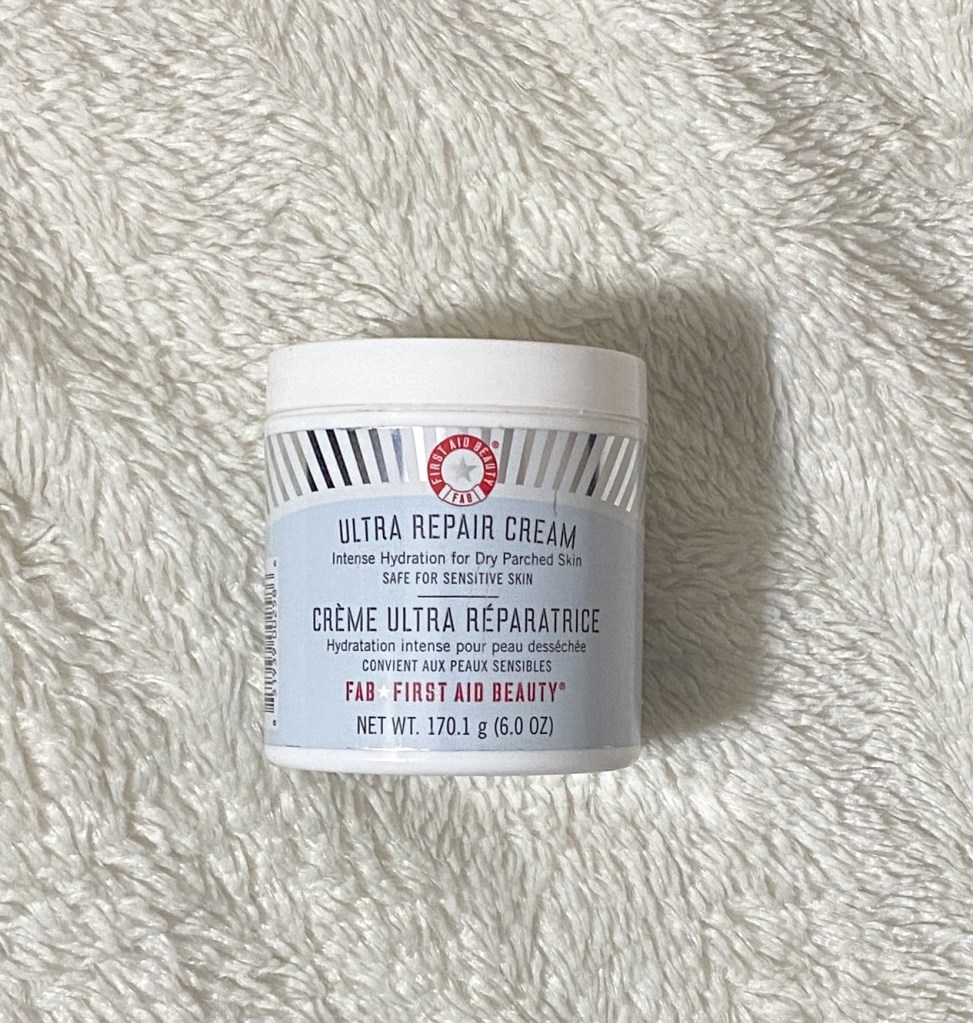 FIRST AID BEAUTY®
FAB
ULTRA REPAIR CREAM
Intense Hydration for Dry Parched Skin
SAFE FOR SENSITIVE SKIN
CRÈME ULTRA RÉPARATRICE
Hydratation intense pour peau desséchée
CONVIENT AUX PEAUX SENSIBLES
FAB★FIRST AID BEAUTY®
NET WT. 170.1 g (6.0 OZ)